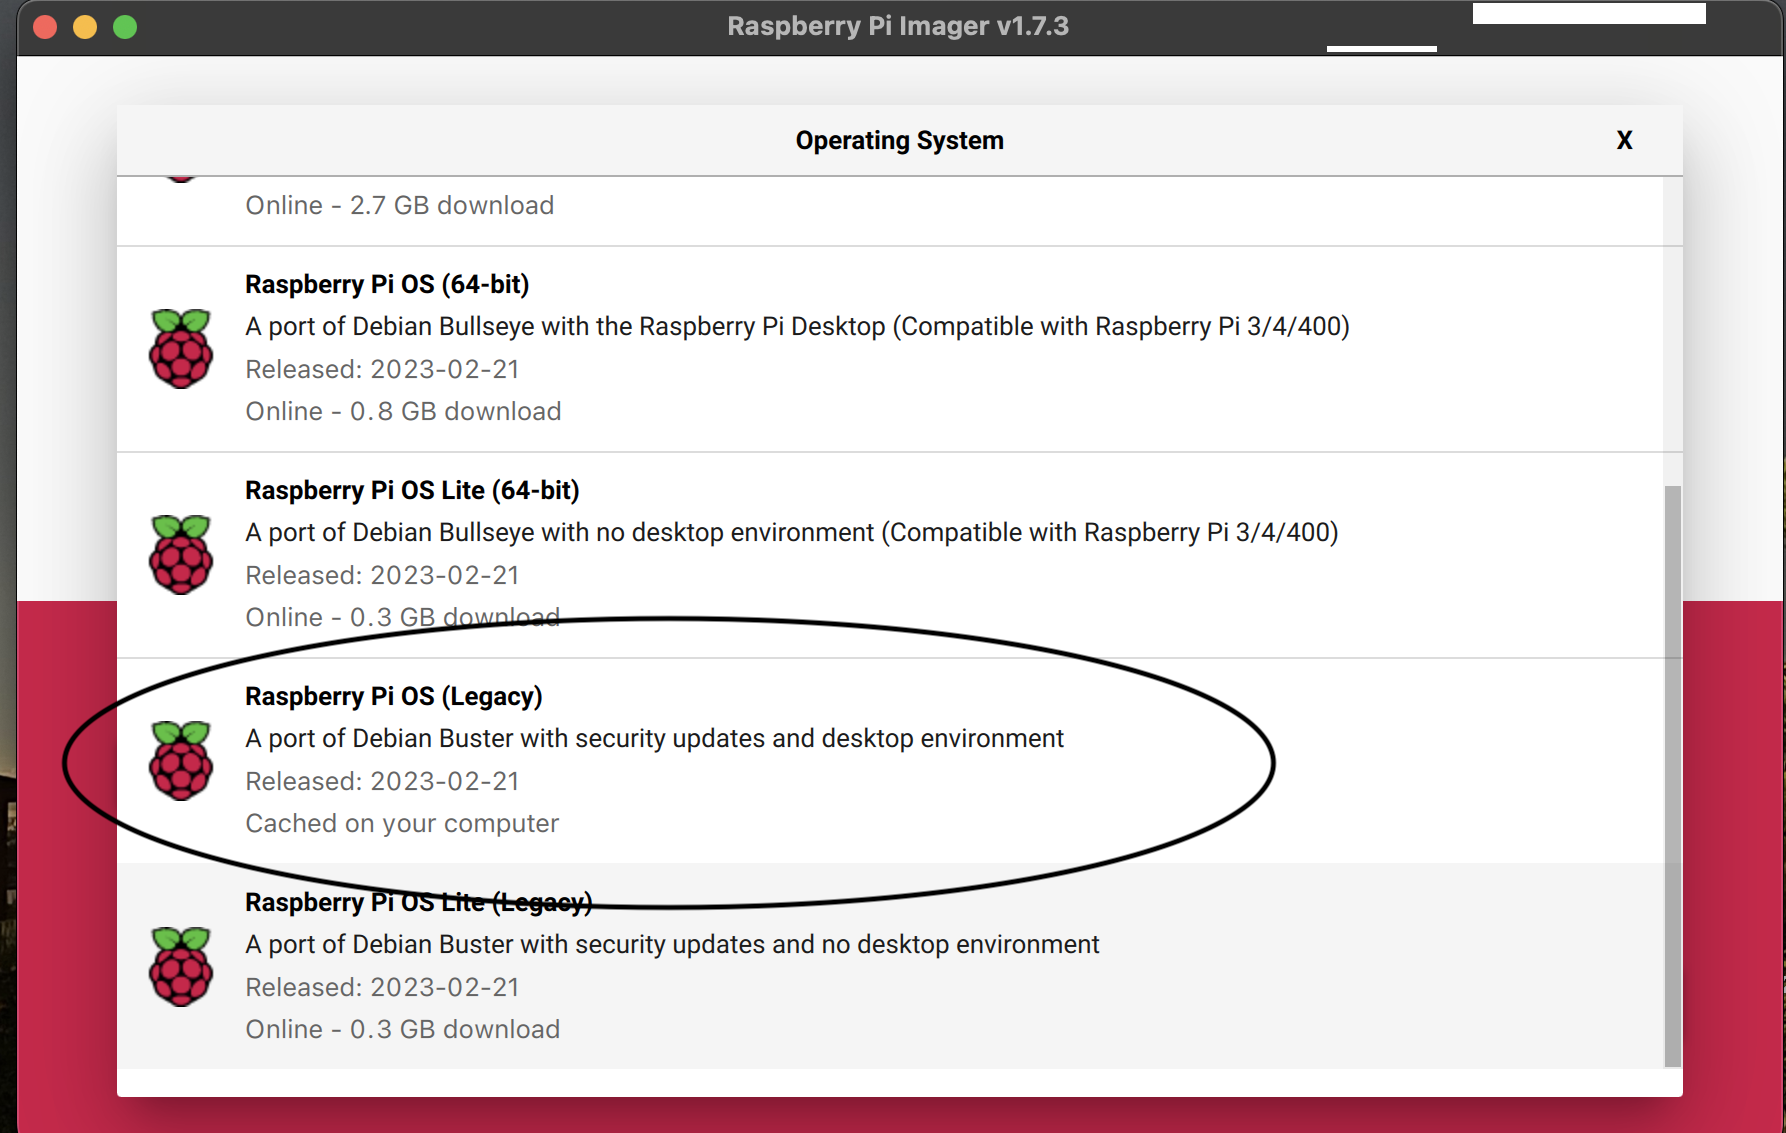 Raspberry Pi Imager v1.7.3
Operating System
X
Online - 2.7 GB download
Raspberry Pi OS (64-bit)
A port of Debian Bullseye with the Raspberry Pi Desktop (Compatible with Raspberry Pi 3/4/400)
Released: 2023-02-21
Online - 0.8 GB download
Raspberry Pi OS Lite (64-bit)
A port of Debian Bullseye with no desktop environment (Compatible with Raspberry Pi 3/4/400)
Released: 2023-02-21
Online - 0.3 GB download
Raspberry Pi OS (Legacy)
A port of Debian Buster with security updates and desktop environment
Released: 2023-02-21
Cached on your computer
Raspberry Pi OS Lite (Legacy)
A port of Debian Buster with security updates and no desktop environment
Released: 2023-02-21
Online - 0.3 GB download